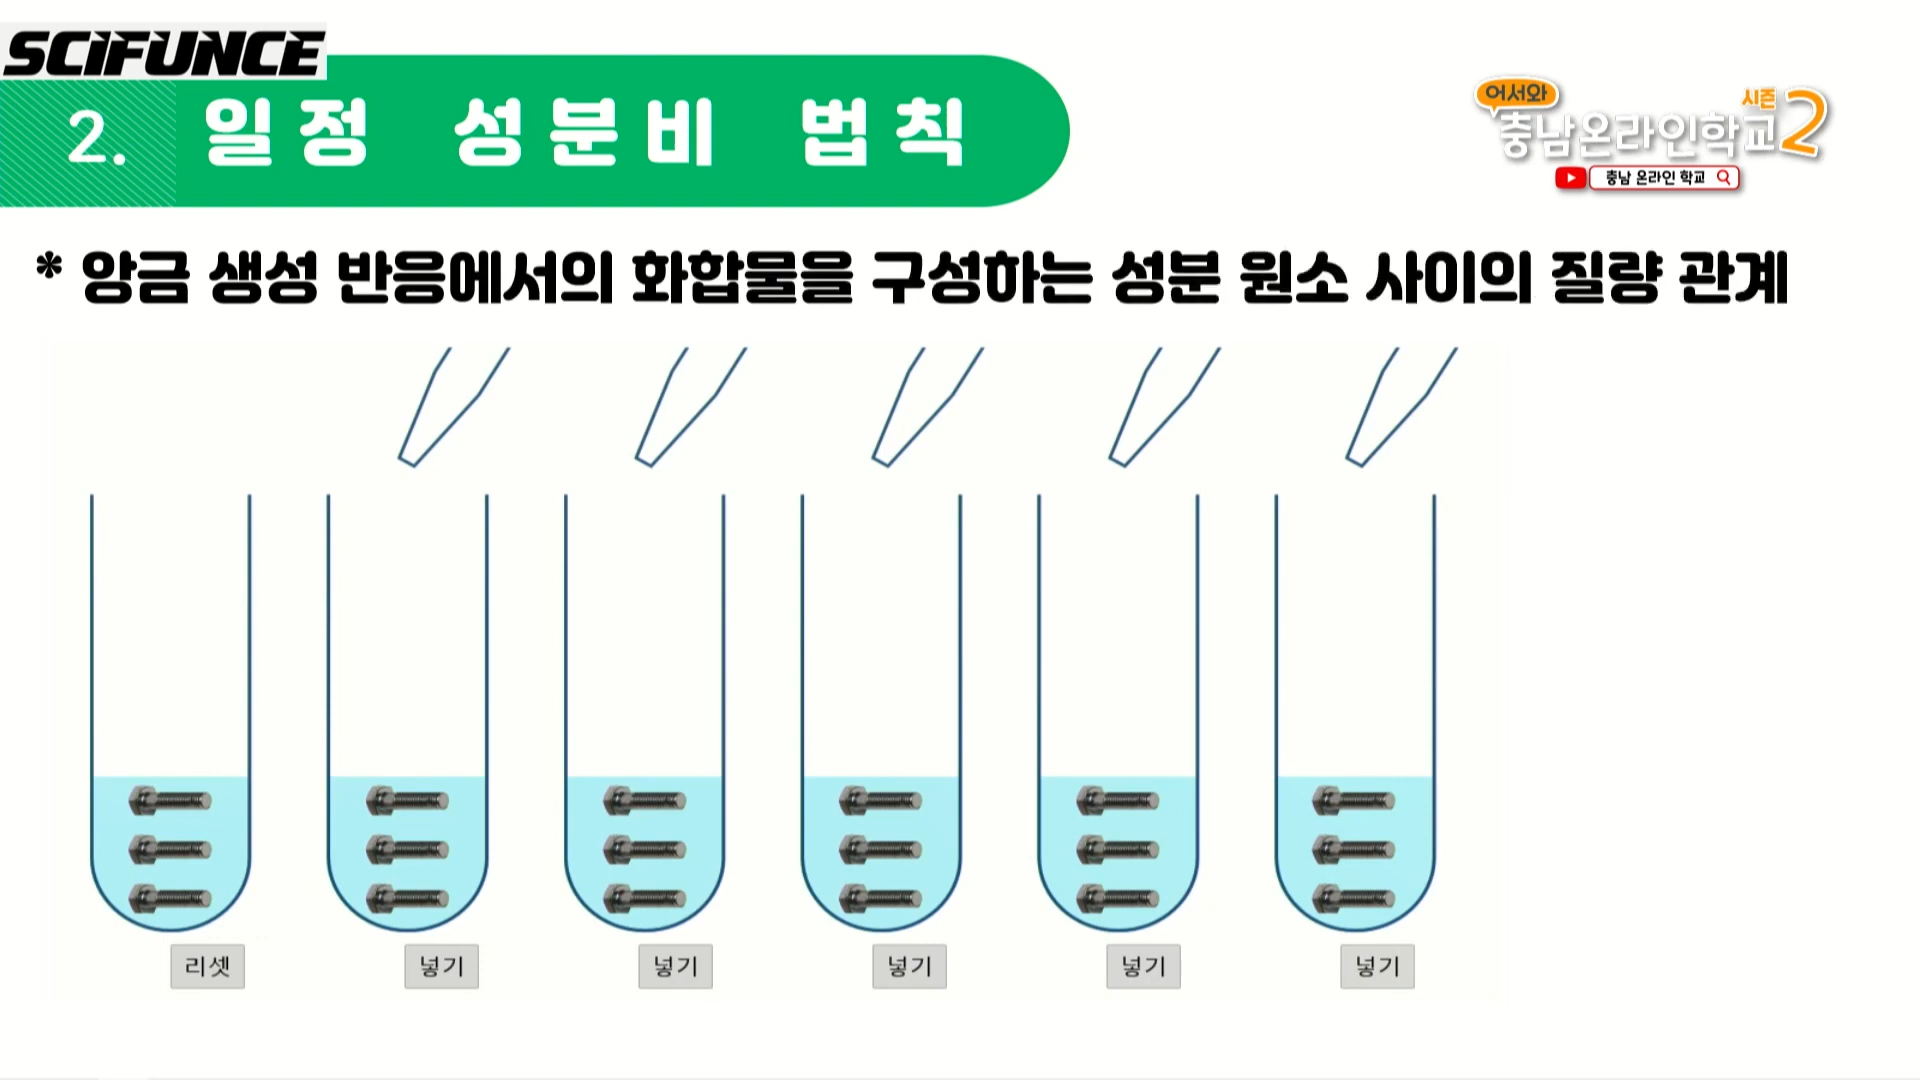 SCIFUNCE
2. 일정 성분비 법칙
어서와
충남온라인학교 시즌2
충남 온라인 학교
* 앙금 생성 반응에서의 화합물을 구성하는 성분 원소 사이의 질량 관계
리셋 넣기 넣기 넣기 넣기 넣기